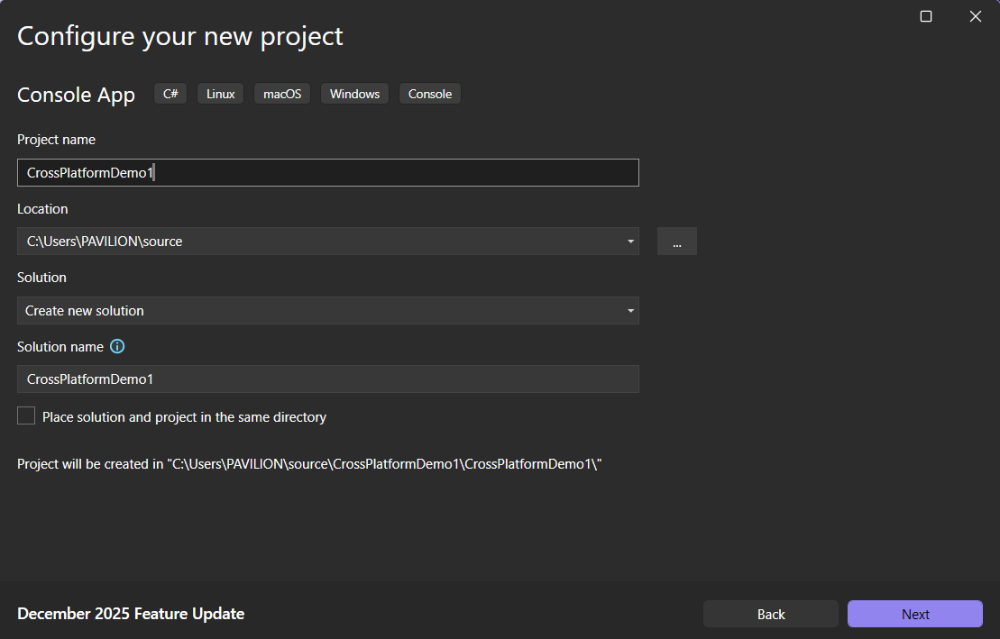 Configure your new project
Console App C# Linux macOS Windows Console
Project name
CrossPlatformDemo1
Location
C:\Users\PAVILION\source
...
Solution
Create new solution
Solution name
CrossPlatformDemo1
Place solution and project in the same directory
Project will be created in "C:\Users\PAVILION\source\CrossPlatformDemo1\CrossPlatformDemo1\"
December 2025 Feature Update
Back Next